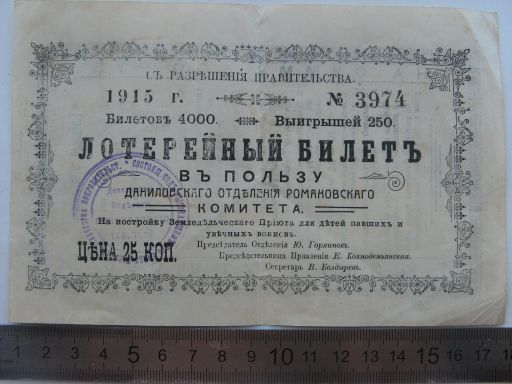 СЪ РАЗРѢШЕНІЯ ПРАВИТЕЛЬСТВА.
1915 г. № 3974
Билетовъ 4000. Выигрышей 250.
ЛОТЕРЕЙНЫЙ БИЛЕТЪ
ВЪ ПОЛЬЗУ
ДАНИЛОВСКАГО ОТДѢЛЕНІЯ РОМАНОВСКАГО
КОМИТЕТА,
На постройку Земледѣльческаго Пріюта для дѣтей павшихъ и
увѣчныхъ воиновъ.
ЦѢНА 25 КОП.
Предсѣдатель Отдѣленія Ю. Горяиновъ.
Предсѣдательница Правленія Е. Козмодемьянская.
Секретарь В. Болдыревъ.
1 2 3 4 5 6 7 8 9 10 11 12 13 14 15 16 17